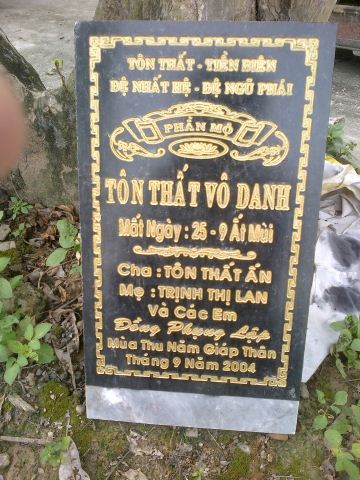 TÔN THẤT - TIỀN BIÊN
ĐỆ NHẤT HỆ - ĐỆ NGŨ PHÁI
PHẦN MỘ
TÔN THẤT VÔ DANH
Mất Ngày : 25 - 9 Ất Mùi
Cha : TÔN THẤT ẤN
Mẹ : TRỊNH THỊ LAN
Và Các Em
Đồng Phụng Lập
Mùa Thu Năm Giáp Thân
Tháng 9 Năm 2004